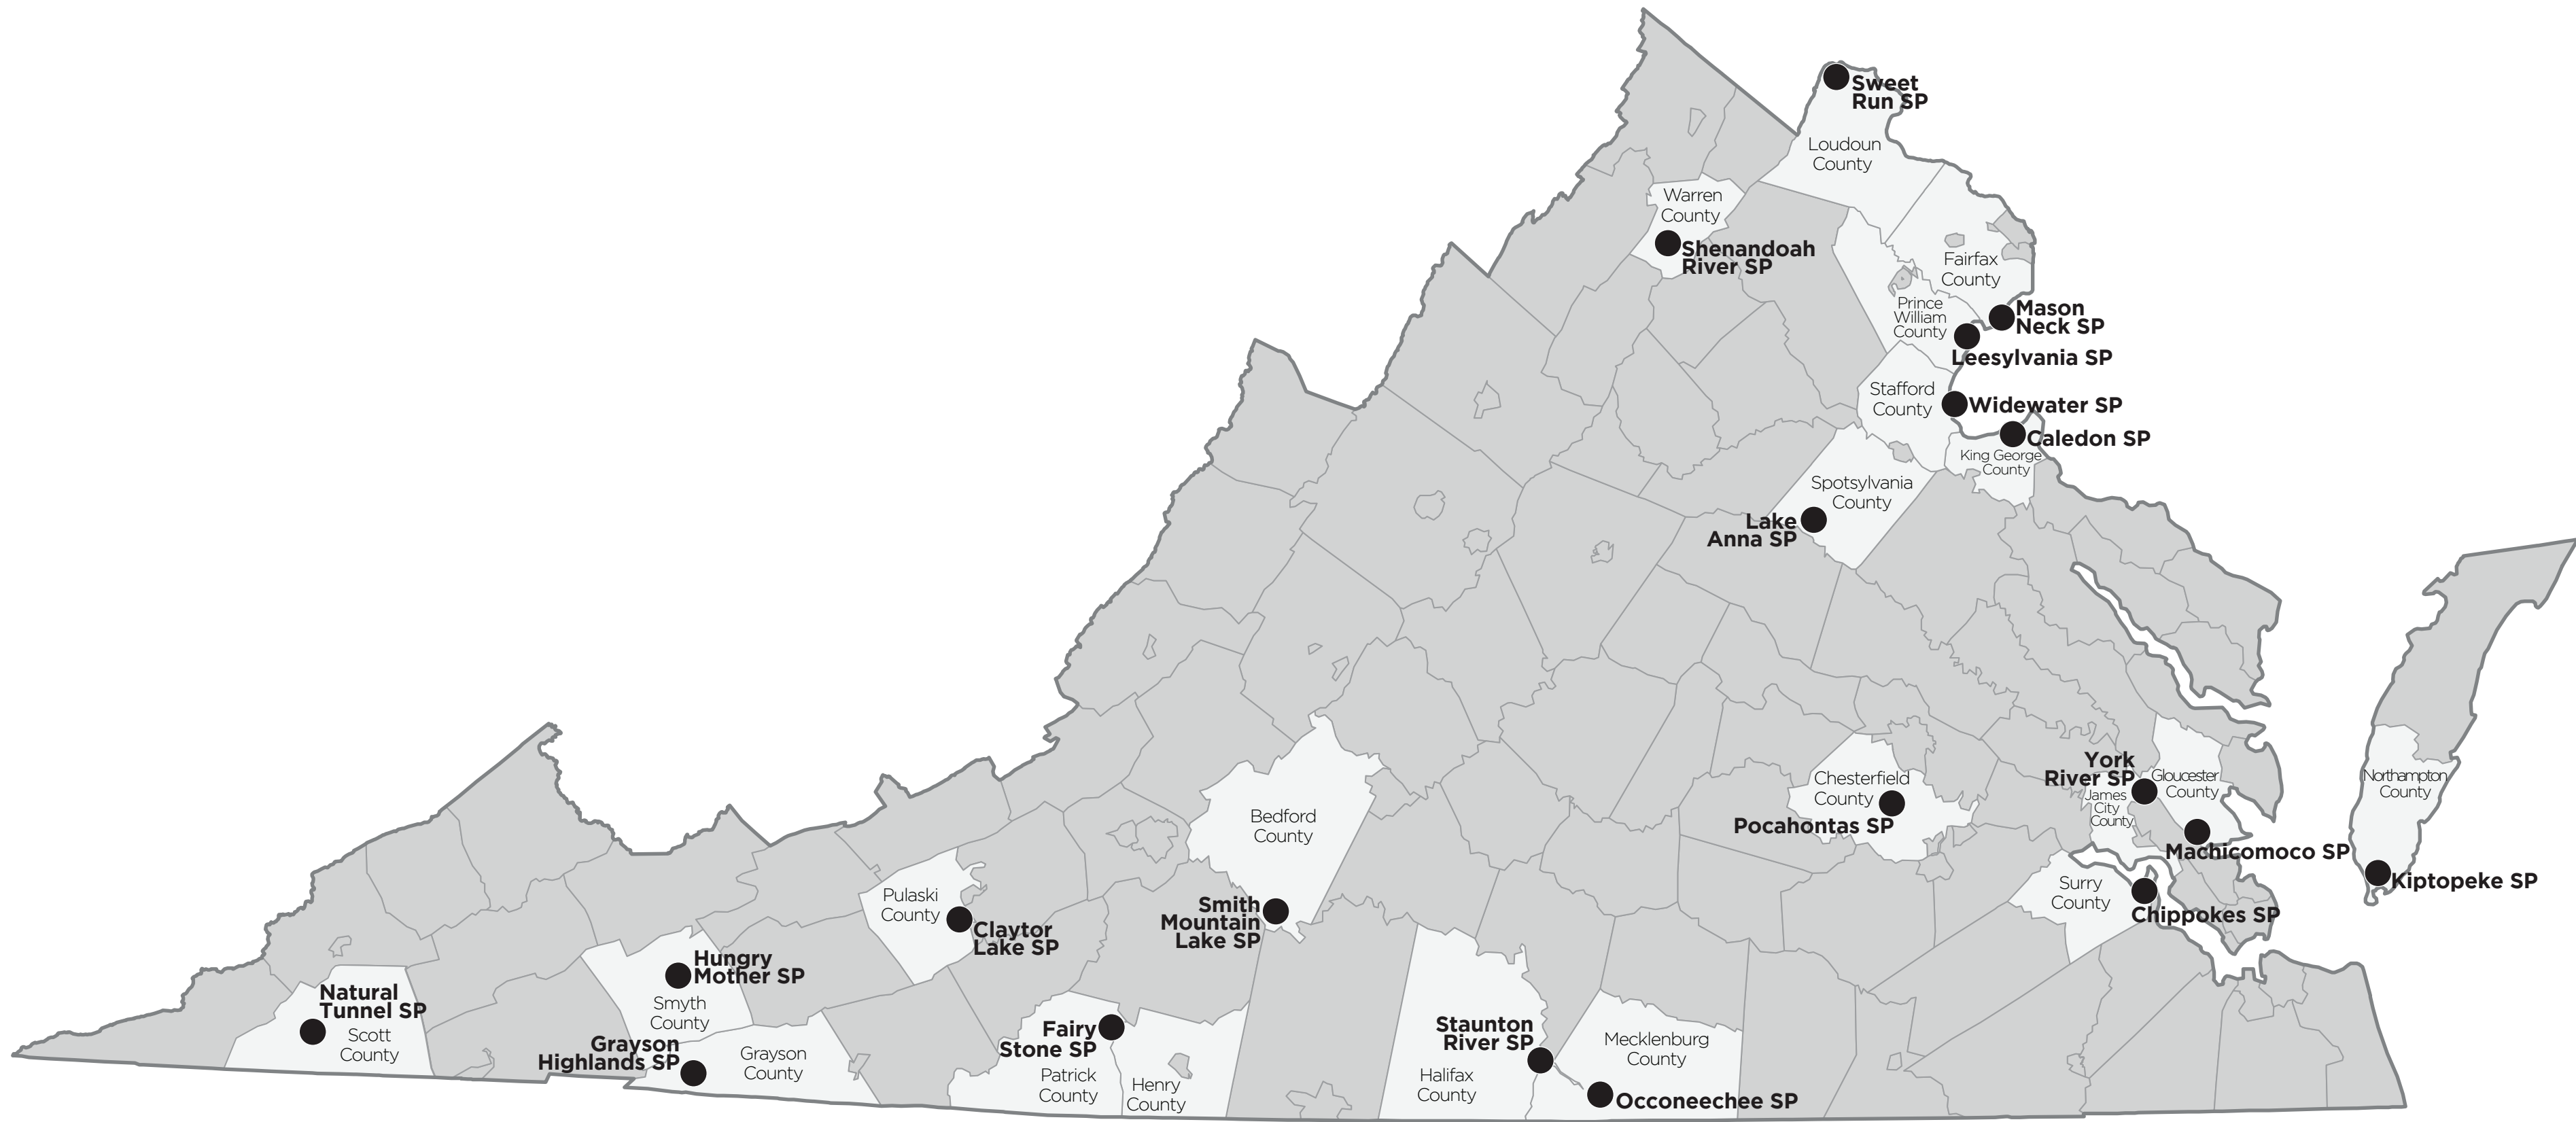 Sweet
Run SP
Loudoun
County
Warren
County
Shenandoah
River SP
Fairfax
County
Prince
William
County
Mason
Neck SP
Leesylvania SP
Stafford
County
Widewater SP
Caledon SP
King George
County
Spotsylvania
County
Lake
Anna SP
York
River SP
Gloucester
County
James
City
County
Machicomoco SP
Northampton
County
Kiptopeke SP
Chesterfield
County
Pocahontas SP
Surry
County
Chippokes SP
Bedford
County
Smith
Mountain
Lake SP
Pulaski
County
Claytor
Lake SP
Hungry
Mother SP
Smyth
County
Natural
Tunnel SP
Scott
County
Grayson
Highlands SP
Grayson
County
Fairy
Stone SP
Patrick
County
Henry
County
Staunton
River SP
Halifax
County
Mecklenburg
County
Occoneechee SP